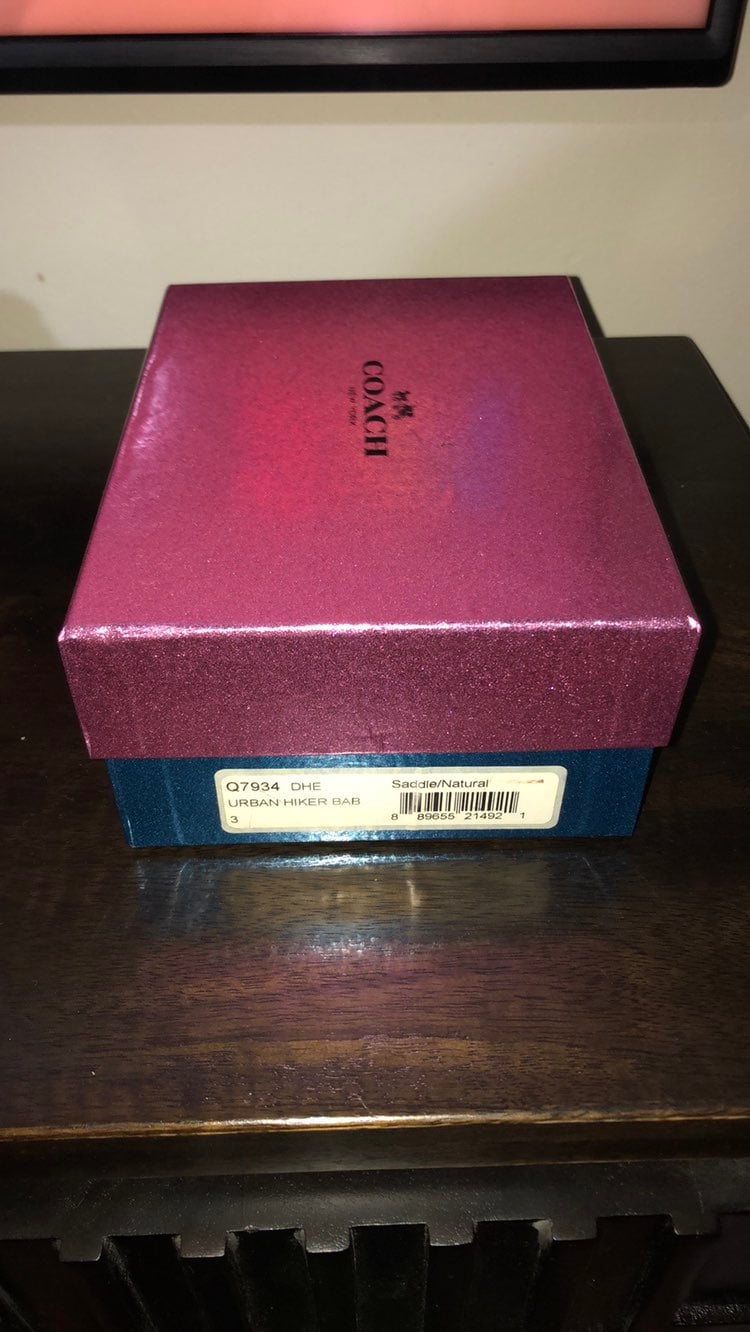 COACH
NEW YORK
Q7934 DHE
URBAN HIKER BAB
3
Saddle/Natural
8 89655 21492 1